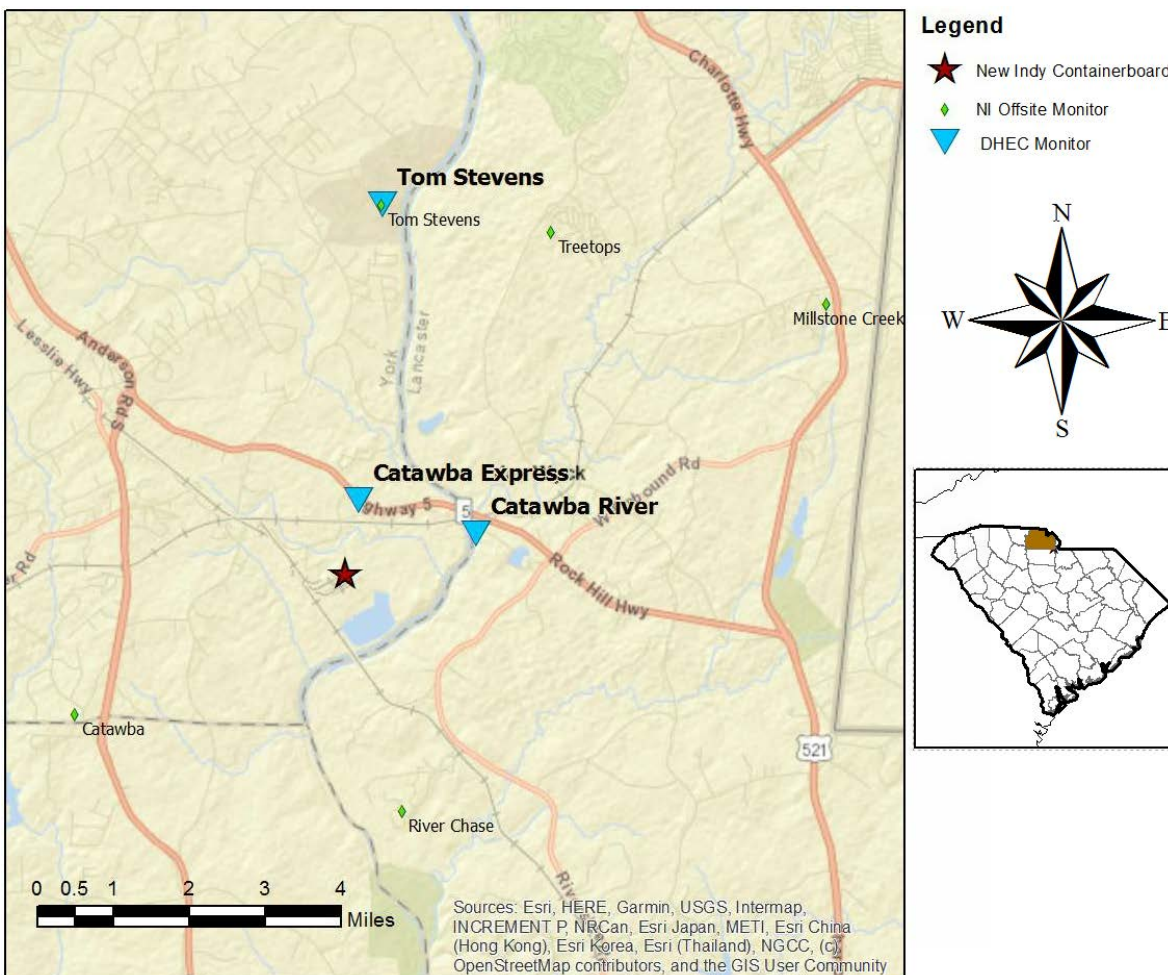 Legend
New Indy Containerboard
NI Offsite Monitor
DHEC Monitor
N
W
E
S
Charlotte Hwy
Tom Stevens
Tom Stevens
Treetops
Millstone Creek
Lesslie Hwy
Anderson Rd S
York
Lancaster
Catawba Express
Highway 5
5
Catawba River
Rock Hill Hwy
521
Catawba
River Chase
0 0.5 1 2 3 4
Miles
Sources: Esri, HERE, Garmin, USGS, Intermap,
INCREMENT P, NRCan, Esri Japan, METI, Esri China
(Hong Kong), Esri Korea, Esri (Thailand), NGCC, (c)
OpenStreetMap contributors, and the GIS User Community